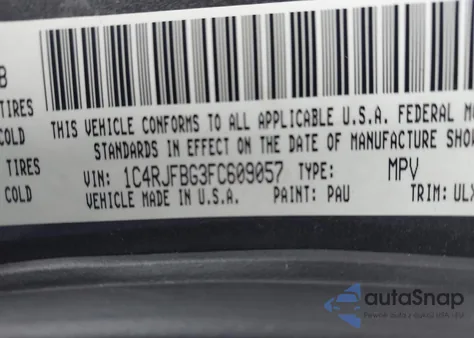 B
TIRES
COLD
TIRES
COLD
THIS VEHICLE CONFORMS TO ALL APPLICABLE U.S.A. FEDERAL
STANDARDS IN EFFECT ON THE DATE OF MANUFACTURE SHO
VIN: 1C4RJFBG3FC609057 TYPE: MPV
VEHICLE MADE IN U.S.A. PAINT: PAU TRIM: ULX
autoSnap